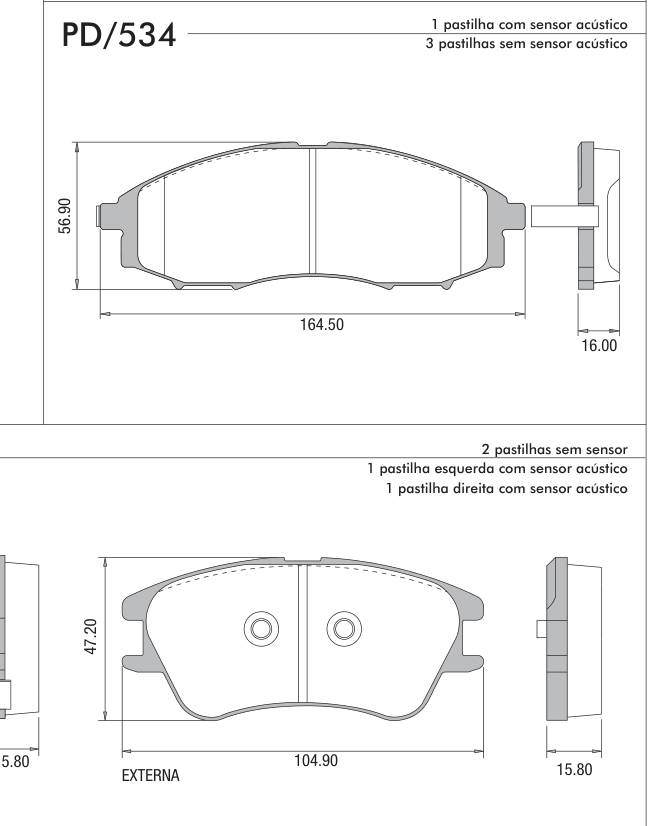 PD/534
1 pastilha com sensor acústico
3 pastilhas sem sensor acústico
56.90
164.50
16.00
2 pastilhas sem sensor
1 pastilha esquerda com sensor acústico
1 pastilha direita com sensor acústico
47.20
5.80
104.90
15.80
EXTERNA